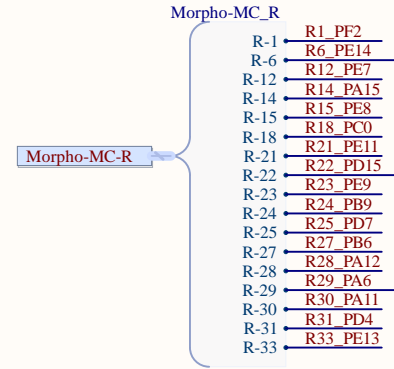 Morpho-MC_R
Morpho-MC-R
R-1 R1_PF2
R-6 R6_PE14
R-12 R12_PE7
R-14 R14_PA15
R-15 R15_PE8
R-18 R18_PC0
R-21 R21_PE11
R-22 R22_PD15
R-23 R23_PE9
R-24 R24_PB9
R-25 R25_PD7
R-27 R27_PB6
R-28 R28_PA12
R-29 R29_PA6
R-30 R30_PA11
R-31 R31_PD4
R-33 R33_PE13